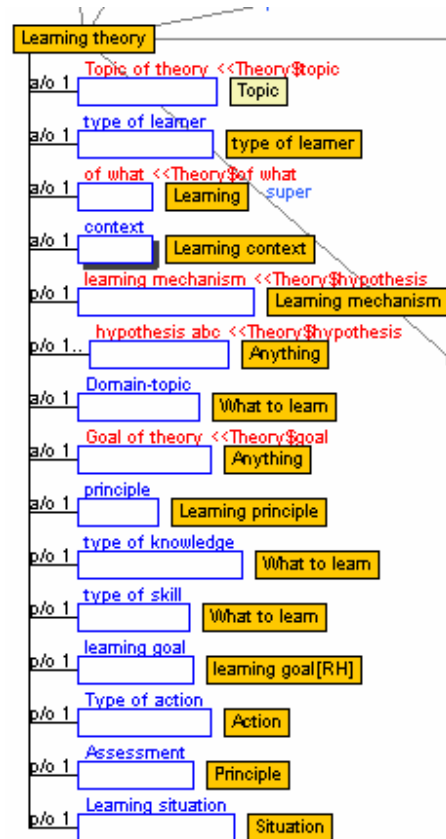 Learning theory
Topic of theory <<Theory$topic
a/o 1 Topic
type of learner
a/o 1 type of learner
of what <<Theory$of what
a/o 1 Learning super
context
a/o 1 Learning context
learning mechanism <<Theory$hypothesis
p/o 1 Learning mechanism
hypothesis abc <<Theory$hypothesis
p/o 1.. Anything
Domain-topic
a/o 1 What to learn
Goal of theory <<Theory$goal
a/o 1 Anything
principle
a/o 1 Learning principle
type of knowledge
p/o 1 What to learn
type of skill
p/o 1 What to learn
learning goal
p/o 1 learning goal[RH]
Type of action
p/o 1 Action
Assessment
p/o 1 Principle
Learning situation
p/o 1 Situation